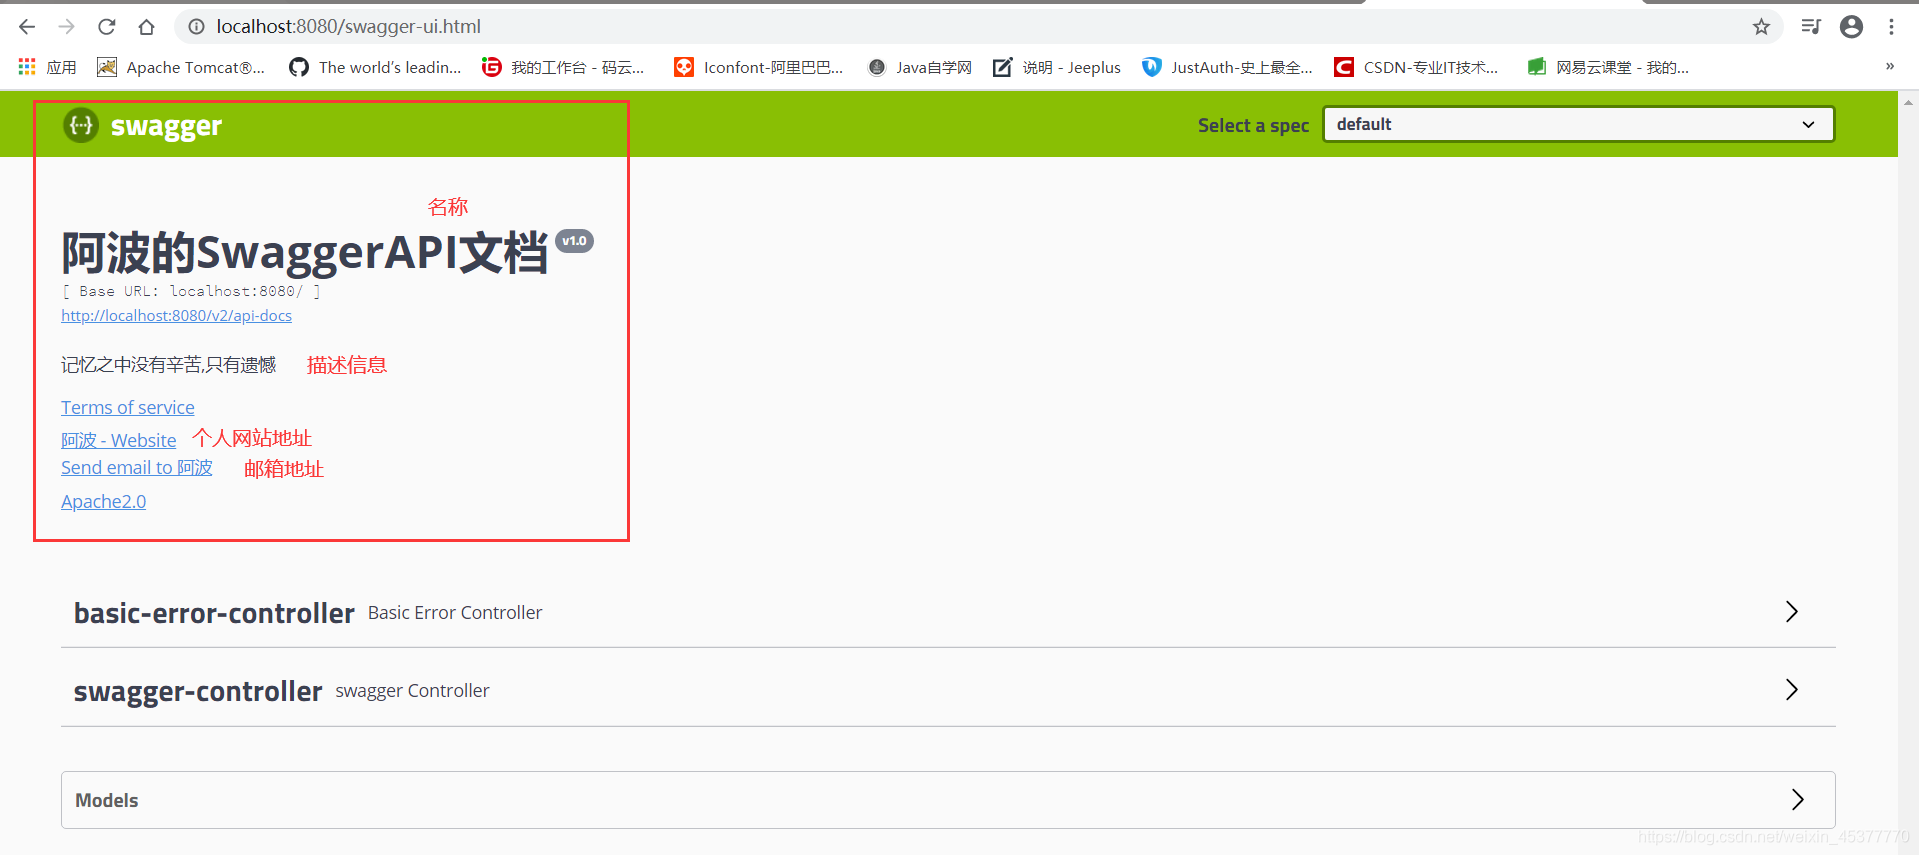 localhost:8080/swagger-ui.html
应用 Apache Tomcat®... The world's leadin... 我的工作台 - 码云... Iconfont-阿里巴巴... Java自学网 说明 - Jeeplus JustAuth-史上最全... CSDN-专业IT技术... 网易云课堂 - 我的... »
{···} swagger Select a spec default
名称
阿波的SwaggerAPI文档 v1.0
[ Base URL: localhost:8080/ ]
http://localhost:8080/v2/api-docs
记忆之中没有辛苦,只有遗憾 描述信息
Terms of service
阿波 - Website 个人网站地址
Send email to 阿波 邮箱地址
Apache2.0
basic-error-controller Basic Error Controller
swagger-controller swagger Controller
Models
https://blog.csdn.net/weixin_45377770